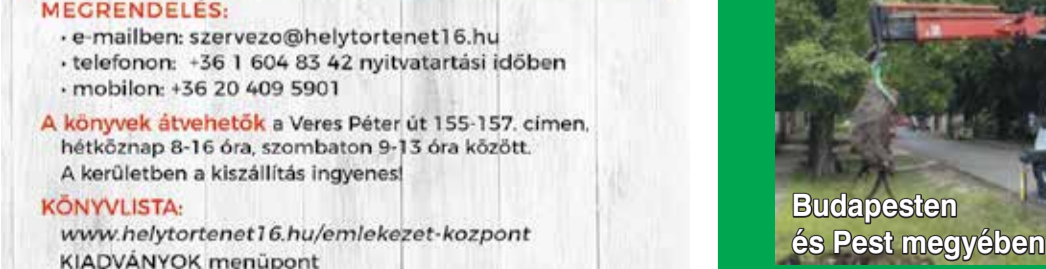 MEGRENDELÉS:
• e-mailben: szervezo@helytortenet16.hu
• telefonon: +36 1 604 83 42 nyitvatartási időben
• mobilon: +36 20 409 5901
A könyvek átvehetők a Veres Péter út 155-157. címen,
hétköznap 8-16 óra, szombaton 9-13 óra között.
A kerületben a kiszállítás ingyenes!
KÖNYVLISTA:
www.helytortenet16.hu/emlekezet-kozpont
KIADVÁNYOK menüpont
Budapesten
és Pest megyében